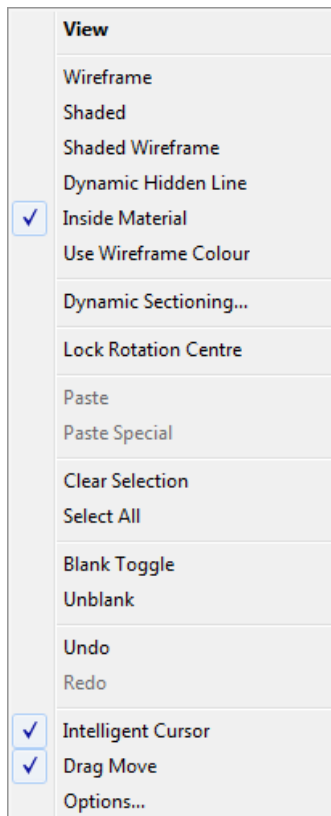 View
Wireframe
Shaded
Shaded Wireframe
Dynamic Hidden Line
Inside Material
Use Wireframe Colour
Dynamic Sectioning...
Lock Rotation Centre
Paste
Paste Special
Clear Selection
Select All
Blank Toggle
Unblank
Undo
Redo
Intelligent Cursor
Drag Move
Options...